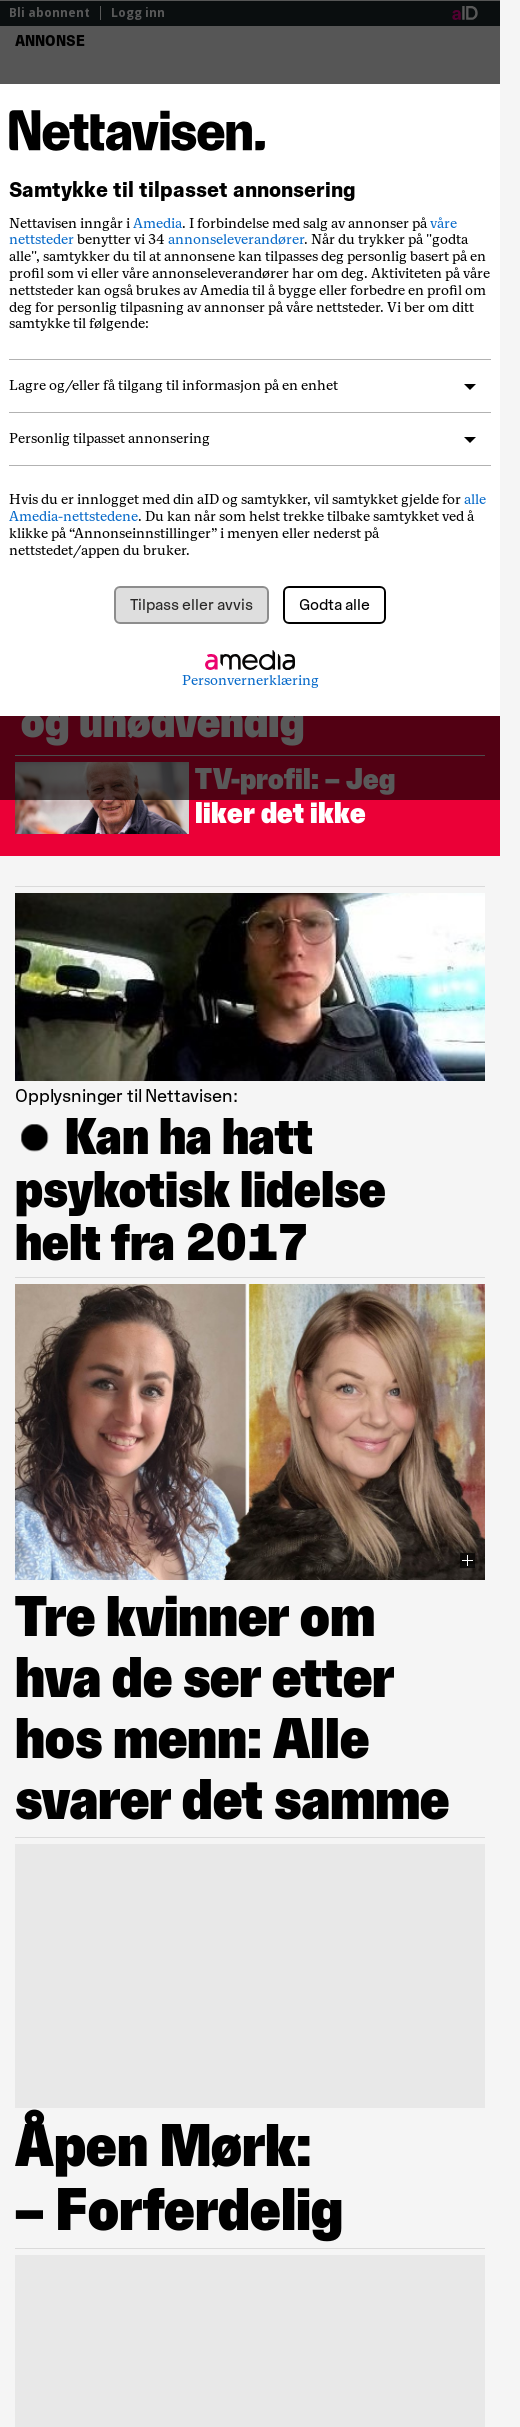 Bli abonnent
Logg inn
aID
ANNONSE
Nettavisen.
Samtykke til tilpasset annonsering
Nettavisen inngår i Amedia. I forbindelse med salg av annonser på våre
nettsteder benytter vi 34 annonseleverandører. Når du trykker på "godta
alle", samtykker du til at annonsene kan tilpasses deg personlig basert på en
profil som vi eller våre annonseleverandører har om deg. Aktiviteten på våre
nettsteder kan også brukes av Amedia til å bygge eller forbedre en profil om
deg for personlig tilpasning av annonser på våre nettsteder. Vi ber om ditt
samtykke til følgende:
Lagre og/eller få tilgang til informasjon på en enhet
Personlig tilpasset annonsering
Hvis du er innlogget med din aID og samtykker, vil samtykket gjelde for alle
Amedia-nettstedene. Du kan når som helst trekke tilbake samtykket ved å
klikke på “Annonseinnstillinger” i menyen eller nederst på
nettstedet/appen du bruker.
Tilpass eller avvis
Godta alle
amedia
Personvernerklæring
og unødvendig
TV-profil: – Jeg
liker det ikke
Opplysninger til Nettavisen:
Kan ha hatt
psykotisk lidelse
helt fra 2017
Tre kvinner om
hva de ser etter
hos menn: Alle
svarer det samme
Åpen Mørk:
– Forferdelig